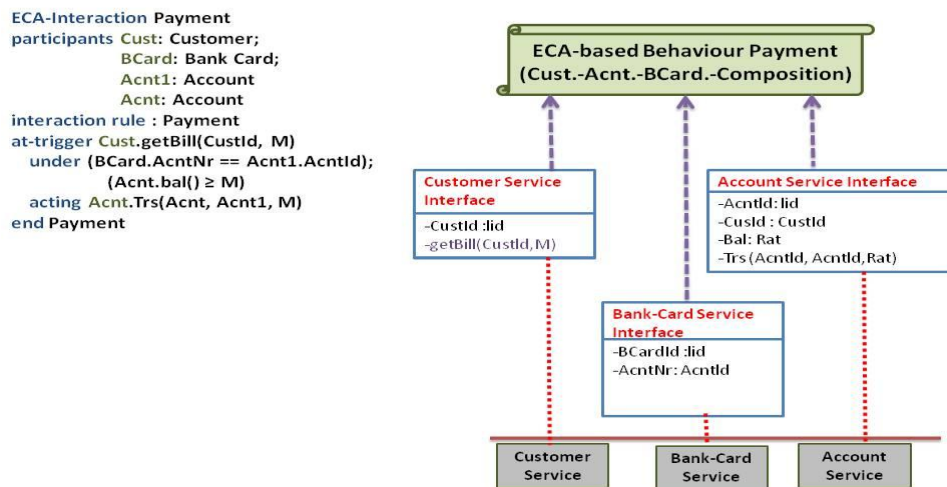 ECA-Interaction Payment
participants Cust: Customer;
BCard: Bank Card;
Acnt1: Account
Acnt: Account
interaction rule : Payment
at-trigger Cust.getBill(CustId, M)
under (BCard.AcntNr == Acnt1.AcntId);
(Acnt.bal() ≥ M)
acting Acnt.Trs(Acnt, Acnt1, M)
end Payment
ECA-based Behaviour Payment
(Cust.-Acnt.-BCard.-Composition)
Customer Service
Interface
-CustId :Iid
-getBill(CustId, M)
Bank-Card Service
Interface
-BCardId :Iid
-AcntNr: AcntId
Account Service Interface
-AcntId: Iid
-CusId : CustId
-Bal: Rat
-Trs(AcntId, AcntId, Rat)
Customer
Service
Bank-Card
Service
Account
Service